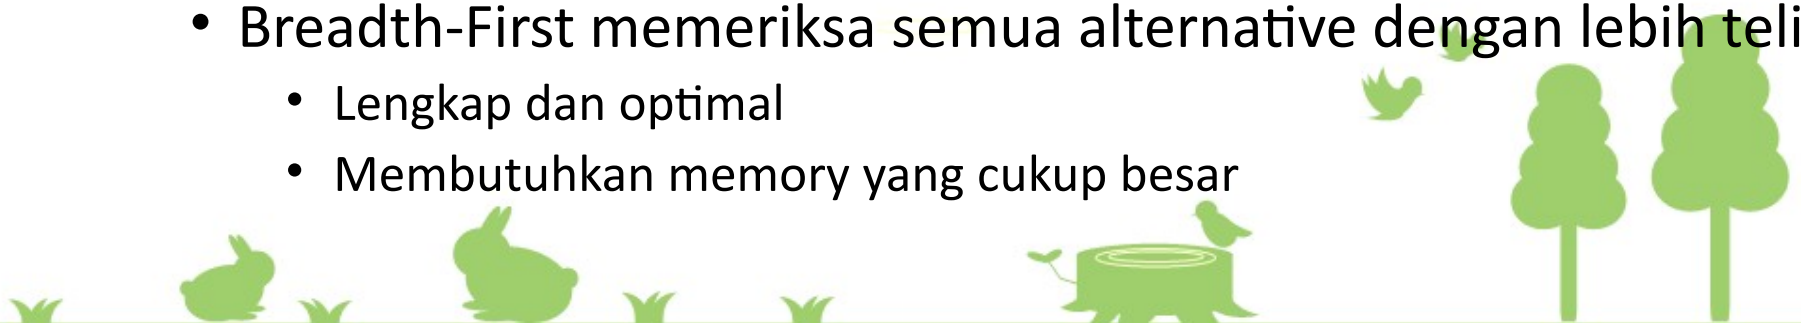 • Breadth-First memeriksa semua alternative dengan lebih teli
• Lengkap dan optimal
• Membutuhkan memory yang cukup besar